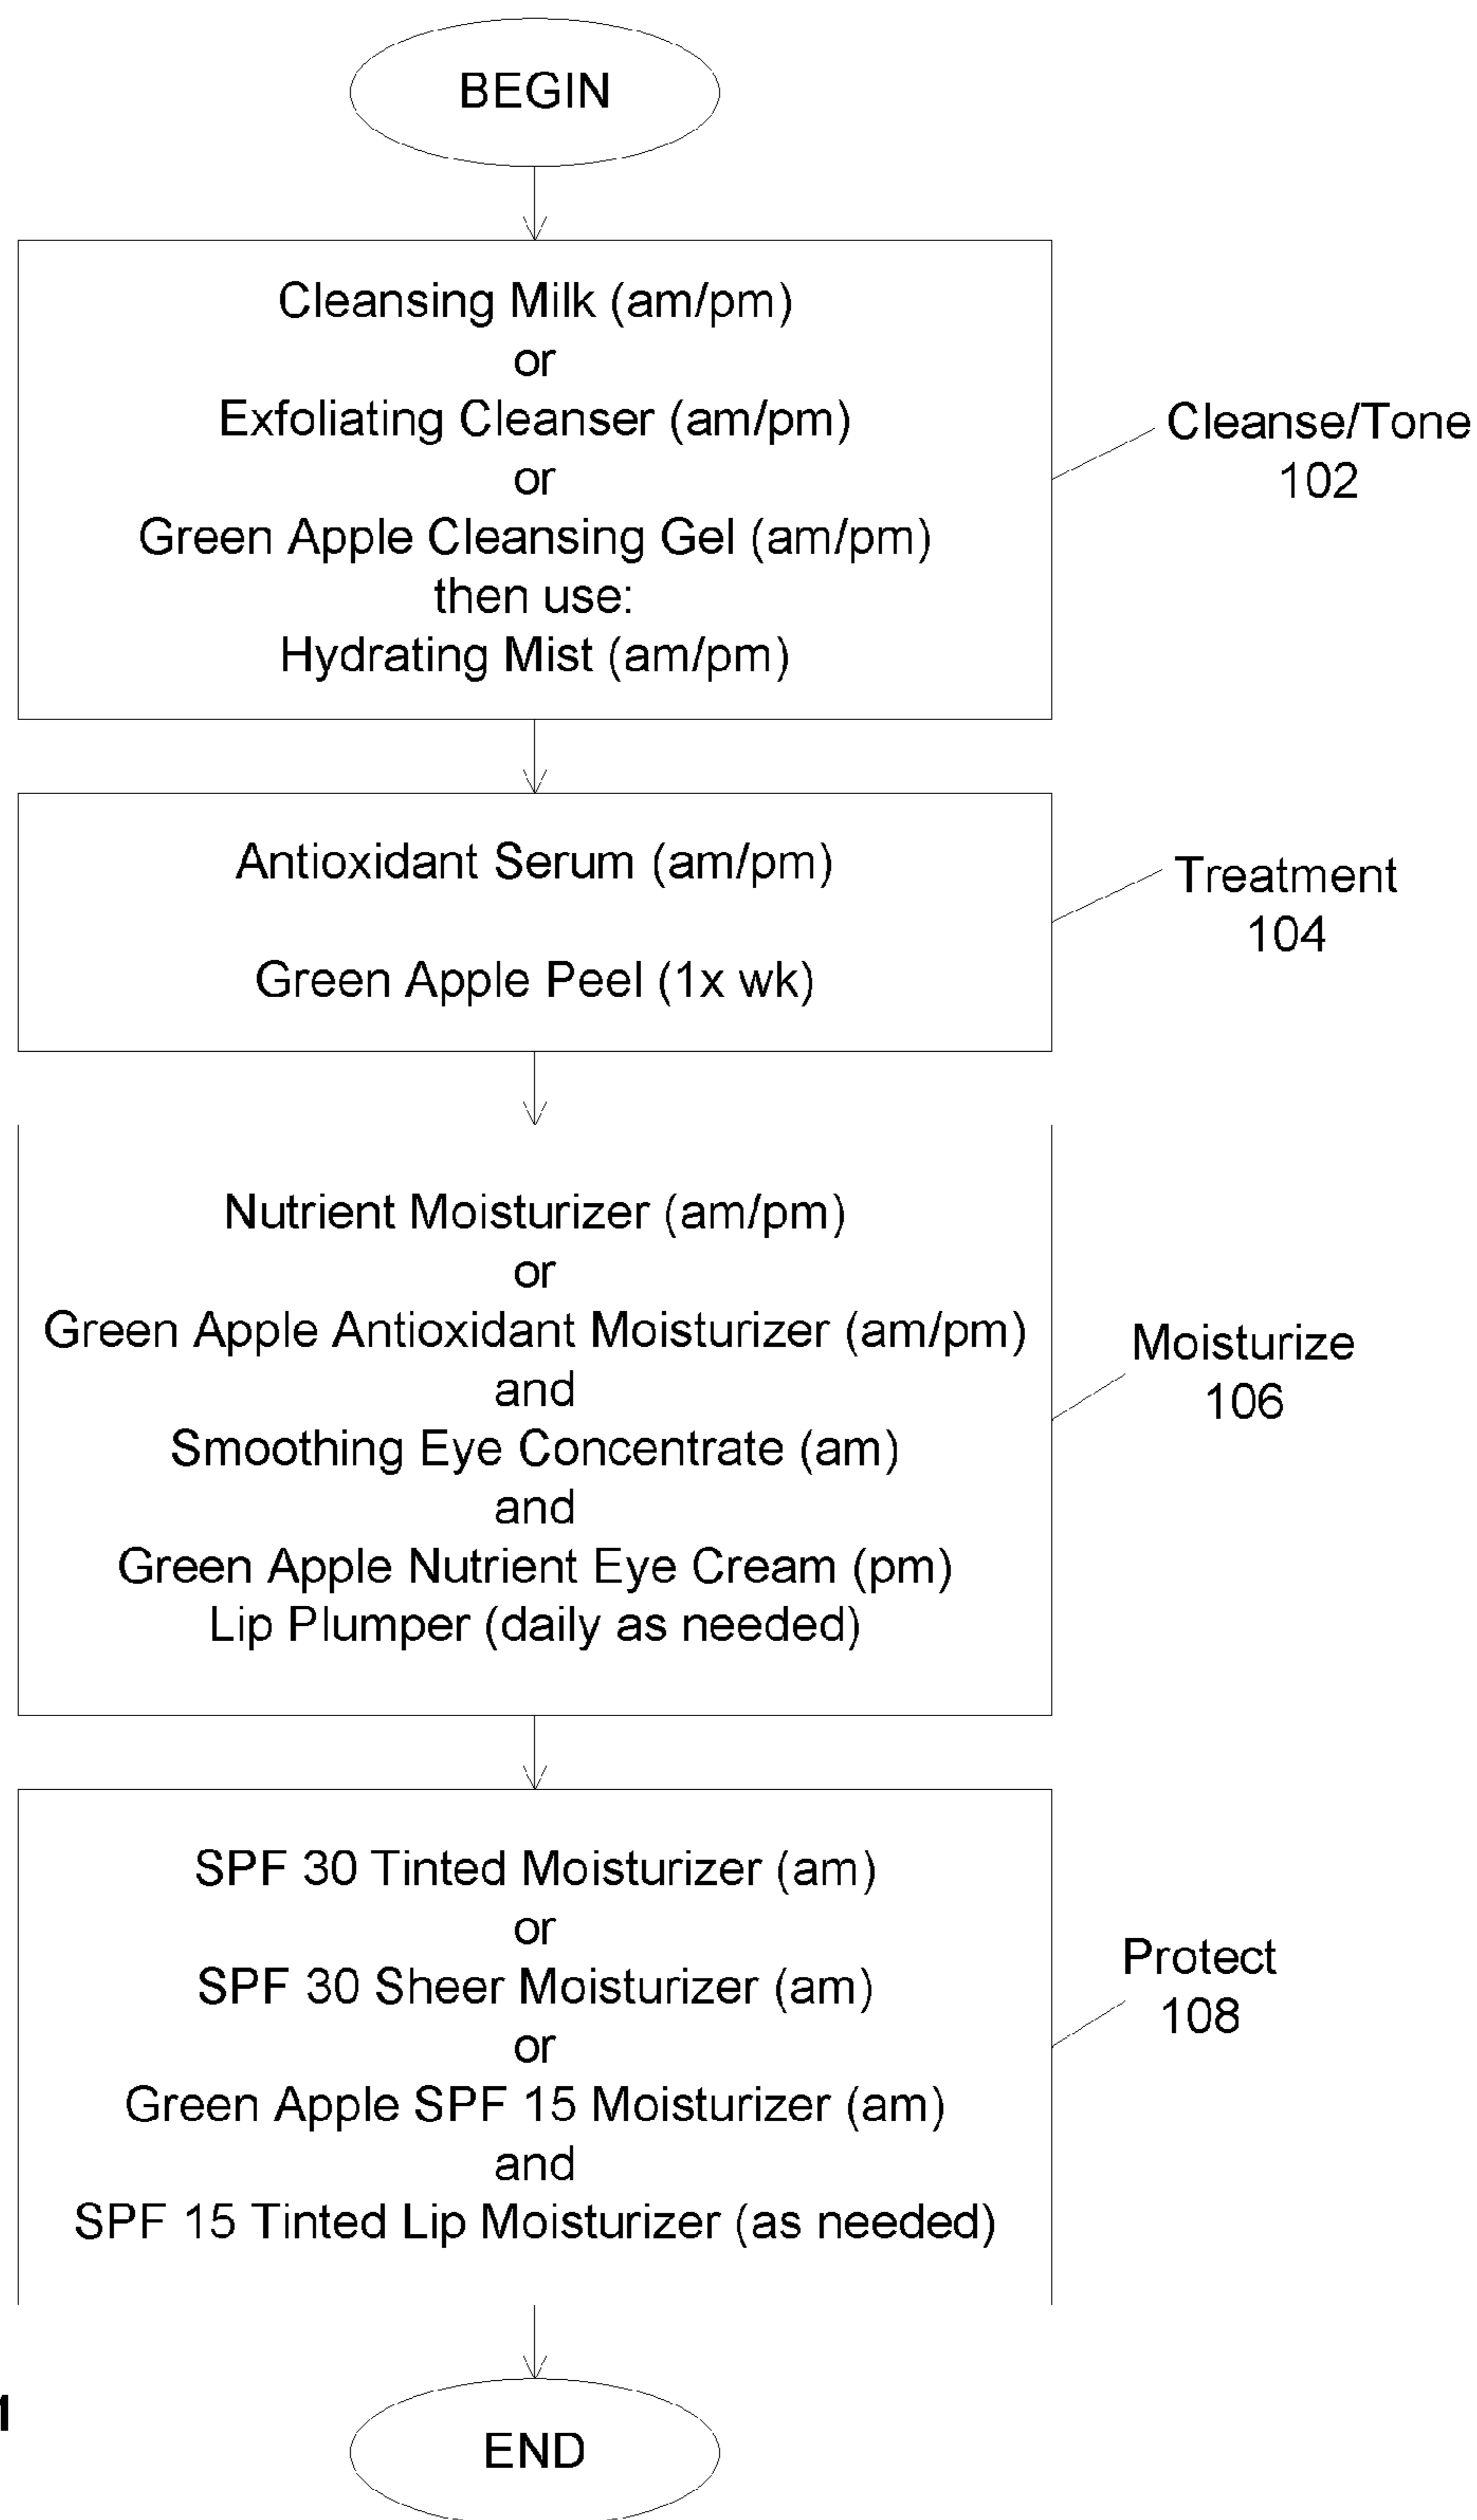 BEGIN
Cleansing Milk (am/pm)
or
Exfoliating Cleanser (am/pm)
or
Green Apple Cleansing Gel (am/pm)
then use:
Hydrating Mist (am/pm)
Cleanse/Tone
102
Antioxidant Serum (am/pm)
Green Apple Peel (1x wk)
Treatment
104
Nutrient Moisturizer (am/pm)
or
Green Apple Antioxidant Moisturizer (am/pm)
and
Smoothing Eye Concentrate (am)
and
Green Apple Nutrient Eye Cream (pm)
Lip Plumper (daily as needed)
Moisturize
106
SPF 30 Tinted Moisturizer (am)
or
SPF 30 Sheer Moisturizer (am)
or
Green Apple SPF 15 Moisturizer (am)
and
SPF 15 Tinted Lip Moisturizer (as needed)
Protect
108
END